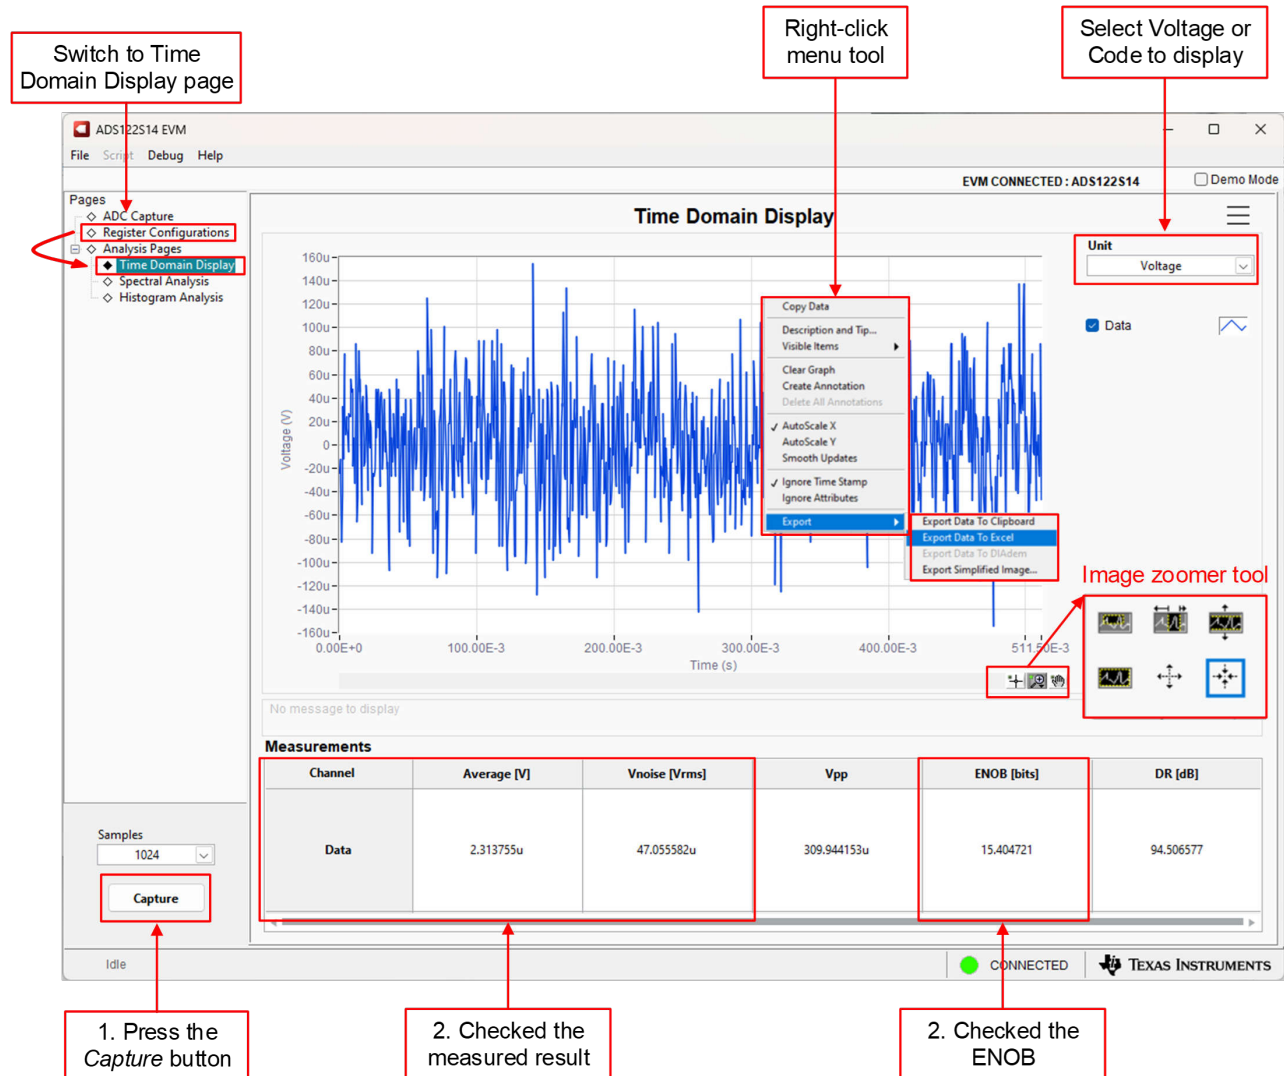 Switch to Time
Domain Display page
Right-click
menu tool
Select Voltage or
Code to display
ADS122S14 EVM
File Script Debug Help
EVM CONNECTED : ADS122S14
Demo Mode
Pages
ADC Capture
Register Configurations
Analysis Pages
Time Domain Display
Spectral Analysis
Histogram Analysis
Time Domain Display
Unit
Voltage
Data
160u
140u
120u
100u
80u
60u
40u
20u
0
-20u
-40u
-60u
-80u
-100u
-120u
-140u
-160u
Voltage (V)
0.00E+0
100.00E-3
200.00E-3
300.00E-3
400.00E-3
511.50E-3
Time (s)
Copy Data
Description and Tip...
Visible Items
Clear Graph
Create Annotation
Delete All Annotations
AutoScale X
AutoScale Y
Smooth Updates
Ignore Time Stamp
Ignore Attributes
Export
Export Data To Clipboard
Export Data To Excel
Export Data To DIAdem
Export Simplified Image...
Image zoomer tool
No message to display
Measurements
Channel Average [V] Vnoise [Vrms] Vpp ENOB [bits] DR [dB]
Data 2.313755u 47.055582u 309.944153u 15.404721 94.506577
Samples
1024
Capture
Idle
CONNECTED
TEXAS INSTRUMENTS
1. Press the
Capture button
2. Checked the
measured result
2. Checked the
ENOB